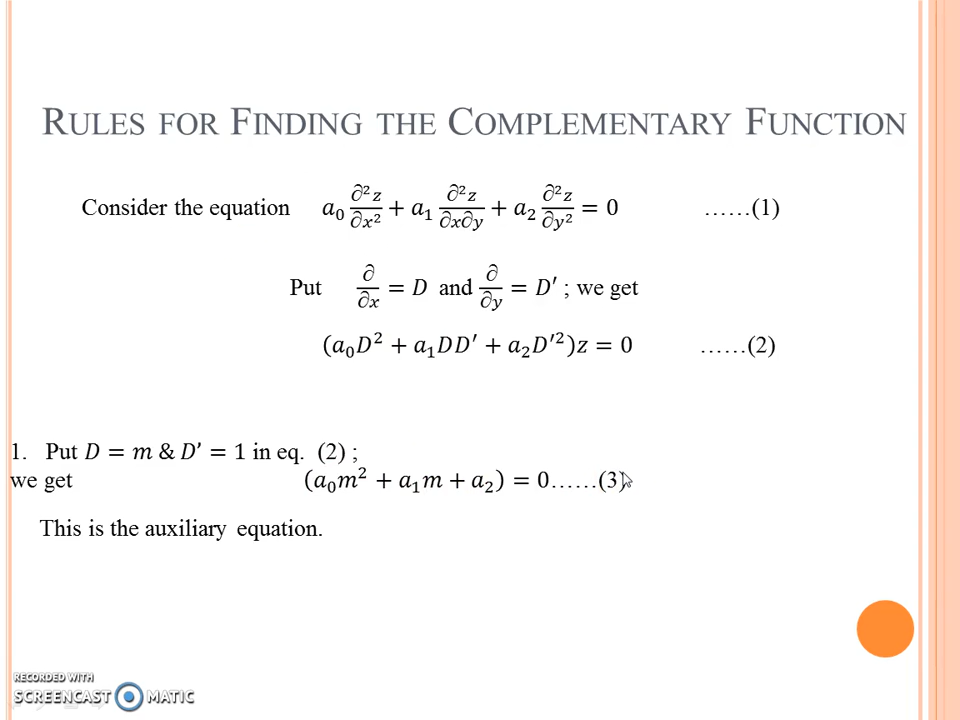 RULES FOR FINDING THE COMPLEMENTARY FUNCTION
Consider the equation a₀ ∂²z/∂x² + a₁ ∂²z/∂x∂y + a₂ ∂²z/∂y² = 0 ……(1)
Put ∂/∂x = D and ∂/∂y = D′ ; we get
(a₀D² + a₁DD′ + a₂D′²)z = 0 ……(2)
1. Put D = m & D’ = 1 in eq. (2) ;
we get (a₀m² + a₁m + a₂) = 0……(3)
This is the auxiliary equation.
RECORDED WITH
SCREENCAST MATIC